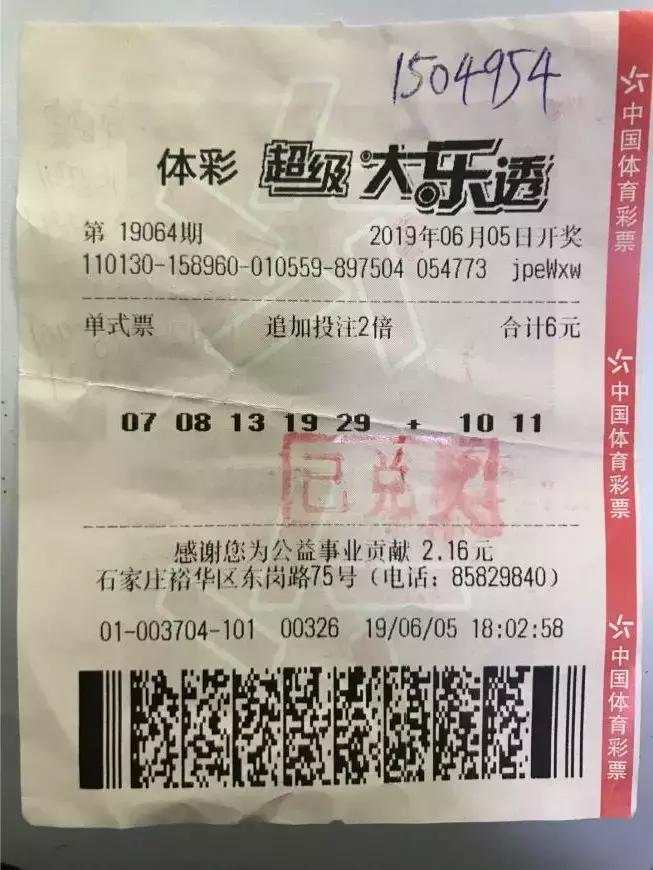 1504954
体彩 超级大乐透
第 19064期 2019年06月05日开奖
110130-158960-010559-897504 054773 jpeWxw
单式票 追加投注2倍 合计6元
07 08 13 19 29 + 10 11
已兑奖
感谢您为公益事业贡献 2.16元
石家庄裕华区东岗路75号（电话：85829840）
01-003704-101 00326 19/06/05 18:02:58
中国体育彩票
中国体育彩票
中国体育彩票